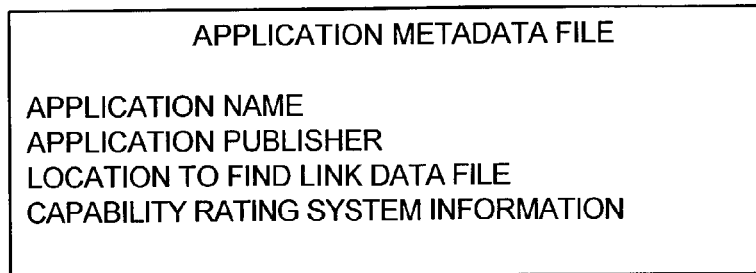 APPLICATION METADATA FILE
APPLICATION NAME
APPLICATION PUBLISHER
LOCATION TO FIND LINK DATA FILE
CAPABILITY RATING SYSTEM INFORMATION